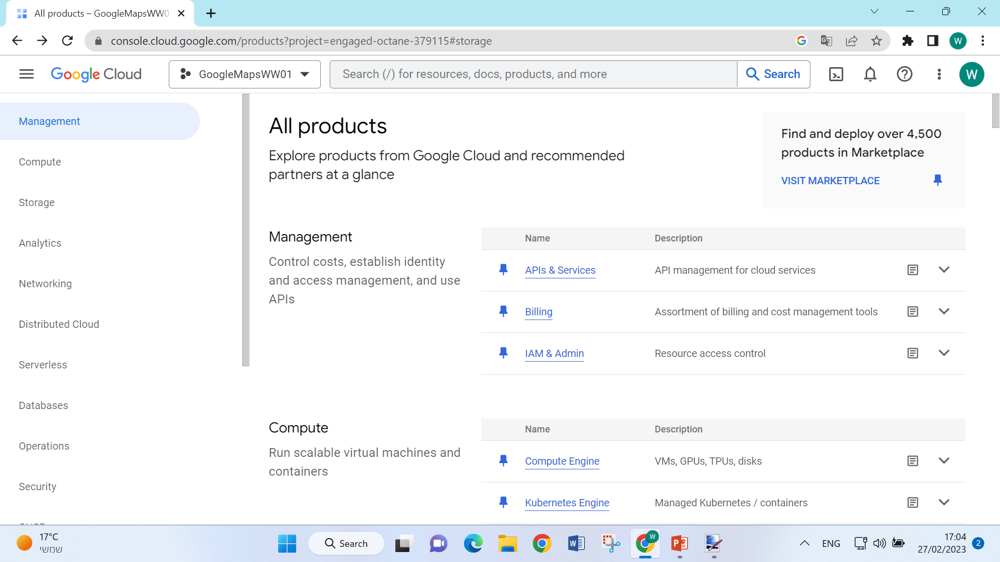 All products – GoogleMapsWW0
console.cloud.google.com/products?project=engaged-octane-379115#storage
W
Google Cloud
GoogleMapsWW01
Search (/) for resources, docs, products, and more
Search
W
Management
Compute
Storage
Analytics
Networking
Distributed Cloud
Serverless
Databases
Operations
Security
All products
Explore products from Google Cloud and recommended
partners at a glance
Find and deploy over 4,500
products in Marketplace
VISIT MARKETPLACE
Management
Control costs, establish identity
and access management, and use
APIs
Name Description
APIs & Services API management for cloud services
Billing Assortment of billing and cost management tools
IAM & Admin Resource access control
Compute
Run scalable virtual machines and
containers
Name Description
Compute Engine VMs, GPUs, TPUs, disks
Kubernetes Engine Managed Kubernetes / containers
17°C
שמשי
Search
W
ENG
17:04
27/02/2023
2